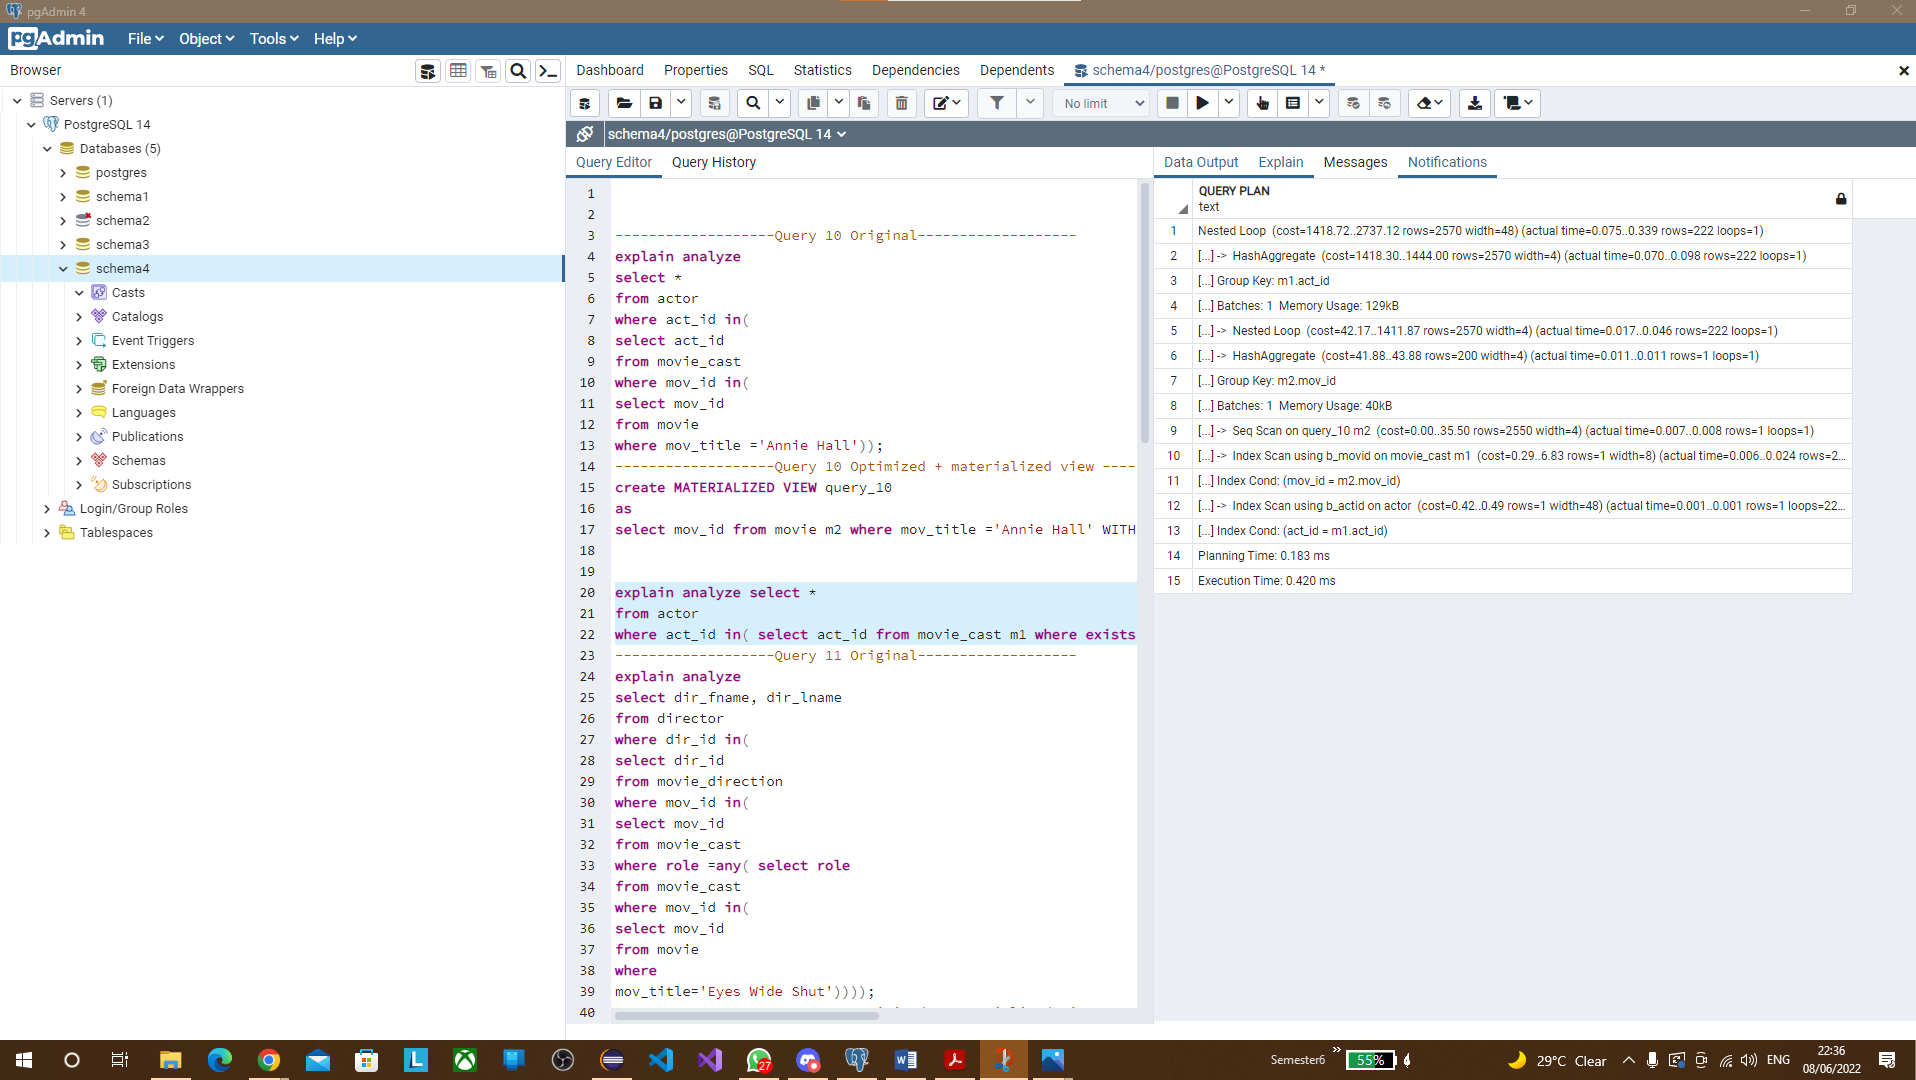 pgAdmin 4
pgAdmin File Object Tools Help
Browser
Dashboard Properties SQL Statistics Dependencies Dependents schema4/postgres@PostgreSQL 14 *
No limit
schema4/postgres@PostgreSQL 14
Servers (1)
PostgreSQL 14
Databases (5)
postgres
schema1
schema2
schema3
schema4
Casts
Catalogs
Event Triggers
Extensions
Foreign Data Wrappers
Languages
Publications
Schemas
Subscriptions
Login/Group Roles
Tablespaces
Query Editor Query History
1
2
3 -------------------Query 10 Original-------------------
4 explain analyze
5 select *
6 from actor
7 where act_id in(
8 select act_id
9 from movie_cast
10 where mov_id in(
11 select mov_id
12 from movie
13 where mov_title ='Annie Hall'));
14 -------------------Query 10 Optimized + materialized view ----
15 create MATERIALIZED VIEW query_10
16 as
17 select mov_id from movie m2 where mov_title ='Annie Hall' WITH
18
19
20 explain analyze select *
21 from actor
22 where act_id in( select act_id from movie_cast m1 where exists
23 -------------------Query 11 Original-------------------
24 explain analyze
25 select dir_fname, dir_lname
26 from director
27 where dir_id in(
28 select dir_id
29 from movie_direction
30 where mov_id in(
31 select mov_id
32 from movie_cast
33 where role =any( select role
34 from movie_cast
35 where mov_id in(
36 select mov_id
37 from movie
38 where
39 mov_title='Eyes Wide Shut'))));
40
Data Output Explain Messages Notifications
QUERY PLAN
text
1 Nested Loop (cost=1418.72..2737.12 rows=2570 width=48) (actual time=0.075..0.339 rows=222 loops=1)
2 [...] -> HashAggregate (cost=1418.30..1444.00 rows=2570 width=4) (actual time=0.070..0.098 rows=222 loops=1)
3 [...] Group Key: m1.act_id
4 [...] Batches: 1 Memory Usage: 129kB
5 [...] -> Nested Loop (cost=42.17..1411.87 rows=2570 width=4) (actual time=0.017..0.046 rows=222 loops=1)
6 [...] -> HashAggregate (cost=41.88..43.88 rows=200 width=4) (actual time=0.011..0.011 rows=1 loops=1)
7 [...] Group Key: m2.mov_id
8 [...] Batches: 1 Memory Usage: 40kB
9 [...] -> Seq Scan on query_10 m2 (cost=0.00..35.50 rows=2550 width=4) (actual time=0.007..0.008 rows=1 loops=1)
10 [...] -> Index Scan using b_movid on movie_cast m1 (cost=0.29..6.83 rows=1 width=8) (actual time=0.006..0.024 rows=2...
11 [...] Index Cond: (mov_id = m2.mov_id)
12 [...] -> Index Scan using b_actid on actor (cost=0.42..0.49 rows=1 width=48) (actual time=0.001..0.001 rows=1 loops=22...
13 [...] Index Cond: (act_id = m1.act_id)
14 Planning Time: 0.183 ms
15 Execution Time: 0.420 ms
27
Semester6
55%
29°C Clear
ENG
22:36
08/06/2022